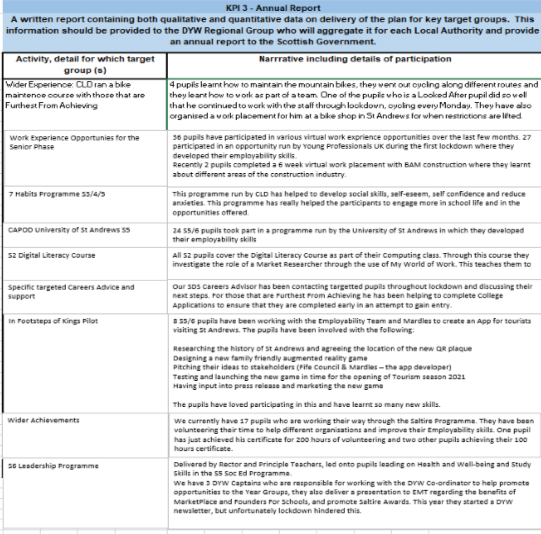 KPI 3 - Annual Report
A written report containing both qualitative and quantitative data on delivery of the plan for key target groups. This
information should be provided to the DYW Regional Group who will aggregate it for each Local Authority and provide
an annual report to the Scottish Government.
Activity, detail for which target
group (s)
Narrrative including details of participation
Wider Experience: CLD ran a bike
maintence course with those that are
Furthest From Achieving
4 pupils learnt how to maintain the mountain bikes, they went out cycling along different routes and
they learnt how to work as part of a team. One of the pupils who is a Looked After pupil did so well
that he continued to work with the staff through lockdown, cycling every Monday. They have also
organised a work placement for him at a bike shop in St Andrews for when restrictions are lifted.
Work Experience Opportunites for the
Senior Phase
36 pupils have participated in various virtual work exprience opportunities over the last few months. 27
participated in an opportunity run by Young Professionals UK during the first lockdown where they
developed their employability skills.
Recently 2 pupils completed a 6 week virtual work placement with BAM construction where they learnt
about different areas of the construction industry.
7 Habits Programme S3/4/5
This programme run by CLD has helped to develop social skills, self-eseem, self confidence and reduce
anxieties. This programme has really helped the participants to engage more in school life and in the
opportunities offered.
CAPOD University of St Andrews S5
24 S5/6 pupils took part in a programme run by the University of St Andrews in which they developed
their employability skills
S2 Digital Literacy Course
All S2 pupils cover the Digital Literacy Course as part of their Computing class. Through this course they
investigate the role of a Market Researcher through the use of My World of Work. This teaches them to
Specific targeted Careers Advice and
support
Our SDS Careers Advisor has been contacting targetted pupils throughout lockdown and discussing their
next steps. For those that are Furthest From Achieving he has been helping to complete College
Applications to ensure that they are completed early in an attempt to gain entry.
In Footsteps of Kings Pilot
8 S5/6 pupils have been working with the Employability Team and Mardles to create an App for tourists
visiting St Andrews. The pupils have been involved with the following:
Researching the history of St Andrews and agreeing the location of the new QR plaque
Designing a new family friendly augmented reality game
Pitching their ideas to stakeholders (Fife Council & Mardles – the app developer)
Testing and launching the new game in time for the opening of Tourism season 2021
Having input into press release and marketing the new game
The pupils have loved participating in this and have learnt so many new skills.
Wider Achievements
We currently have 17 pupils who are working their way through the Saltire Programme. They have been
volunteering their time to help different organisations and improve their Employability skills. One pupil
has just achieved his certificate for 200 hours of volunteering and two other pupils achieving their 100
hours certificate.
S6 Leadership Programme
Delivered by Rector and Principle Teachers, led onto pupils leading on Health and Well-being and Study
Skills in the S5 Soc Ed Programme.
We have 3 DYW Captains who are responsible for working with the DYW Co-ordinator to help promote
opportunities to the Year Groups, they also deliver a presentation to EMT regarding the benefits of
MarketPlace and Founders For Schools, and promote Saltire Awards. This year they started a DYW
newsletter, but unfortunately lockdown hindered this.